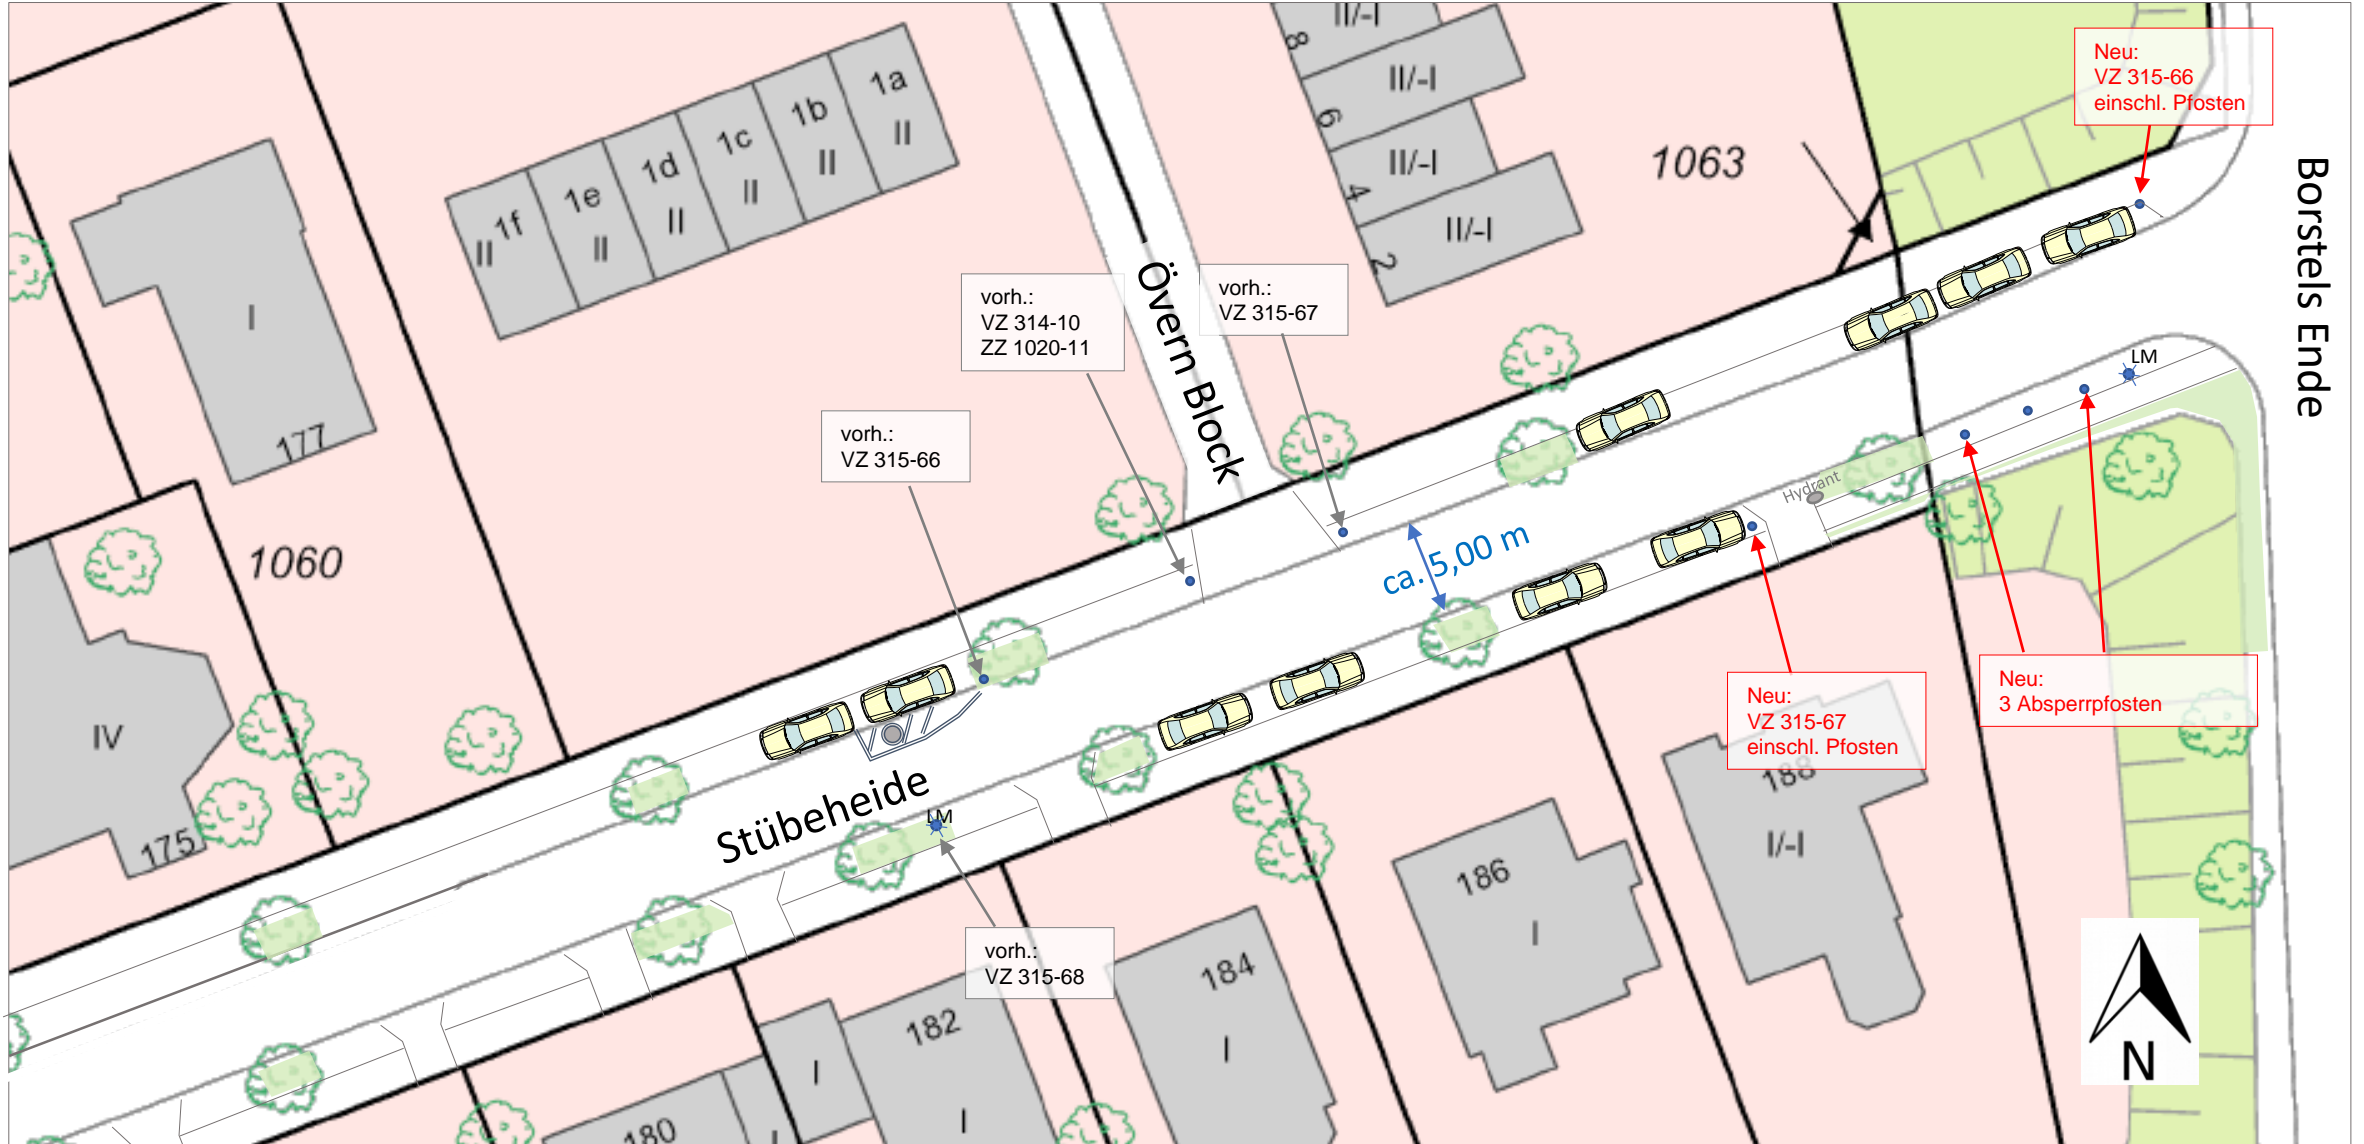 II/-I
8
Neu:
VZ 315-66
einschl. Pfosten
1a
II
1b
II
1c
II
1d
II
1e
II
1f
II
II/-I
6
II/-I
4
II/-I
2
1063
Borstels Ende
I
177
vorh.:
VZ 314-10
ZZ 1020-11
Övern Block
vorh.:
VZ 315-67
LM
vorh.:
VZ 315-66
Hydrant
ca. 5,00 m
1060
IV
175
Stübeheide
LM
Neu:
VZ 315-67
einschl. Pfosten
Neu:
3 Absperrpfosten
188
I/-I
186
I
vorh.:
VZ 315-68
184
I
182
I
I
180
I
N